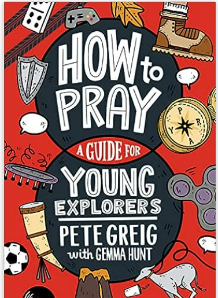 HOW to
PRAY
A GUIDE FOR
YOUNG
EXPLORERS
PETE GREIG
with GEMMA HUNT